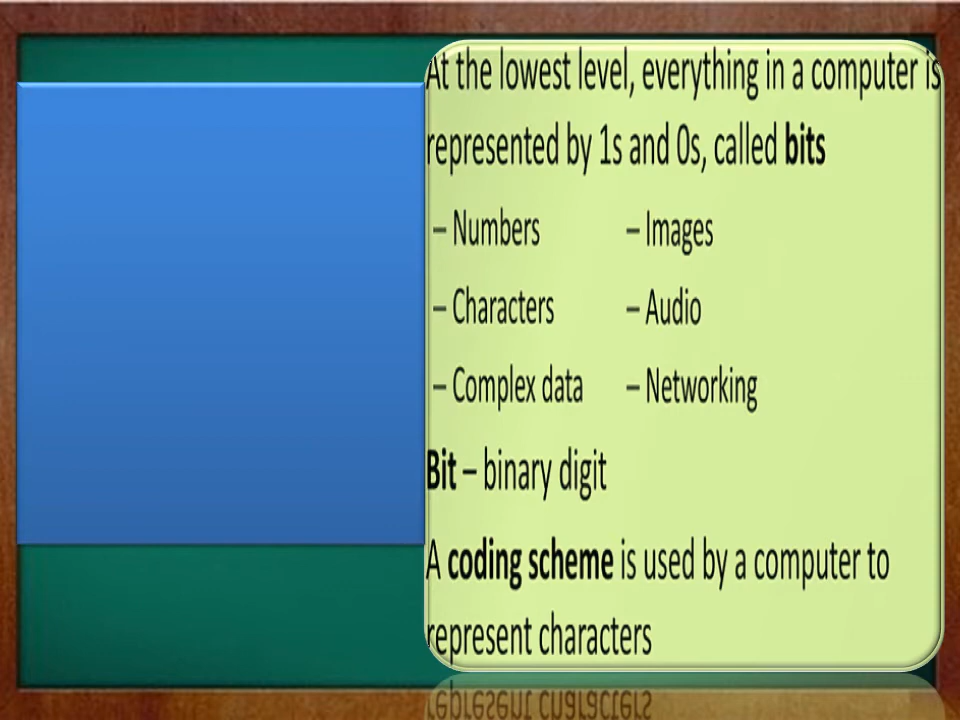 At the lowest level, everything in a computer is
represented by 1s and 0s, called bits
– Numbers – Images
– Characters – Audio
– Complex data – Networking
Bit – binary digit
A coding scheme is used by a computer to
represent characters